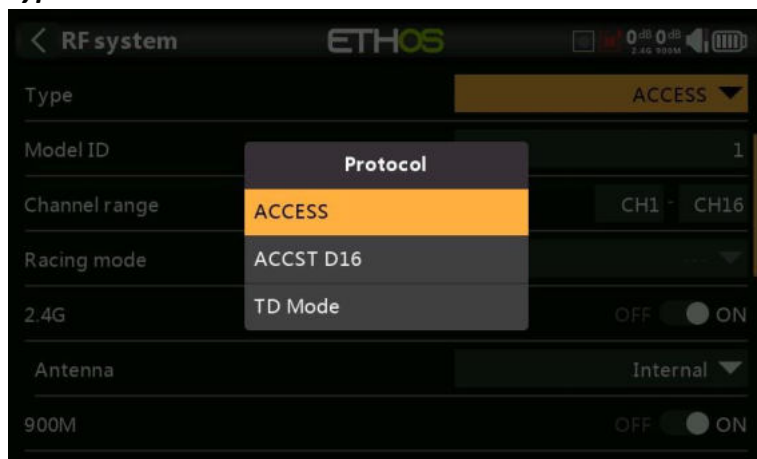 RF system ETHOS 0dB 0dB
2.4G 900M
Type ACCESS
Model ID 1
Protocol
Channel range CH1 - CH16
ACCESS
Racing mode ---
ACCST D16
TD Mode
2.4G OFF ON
Antenna Internal
900M OFF ON